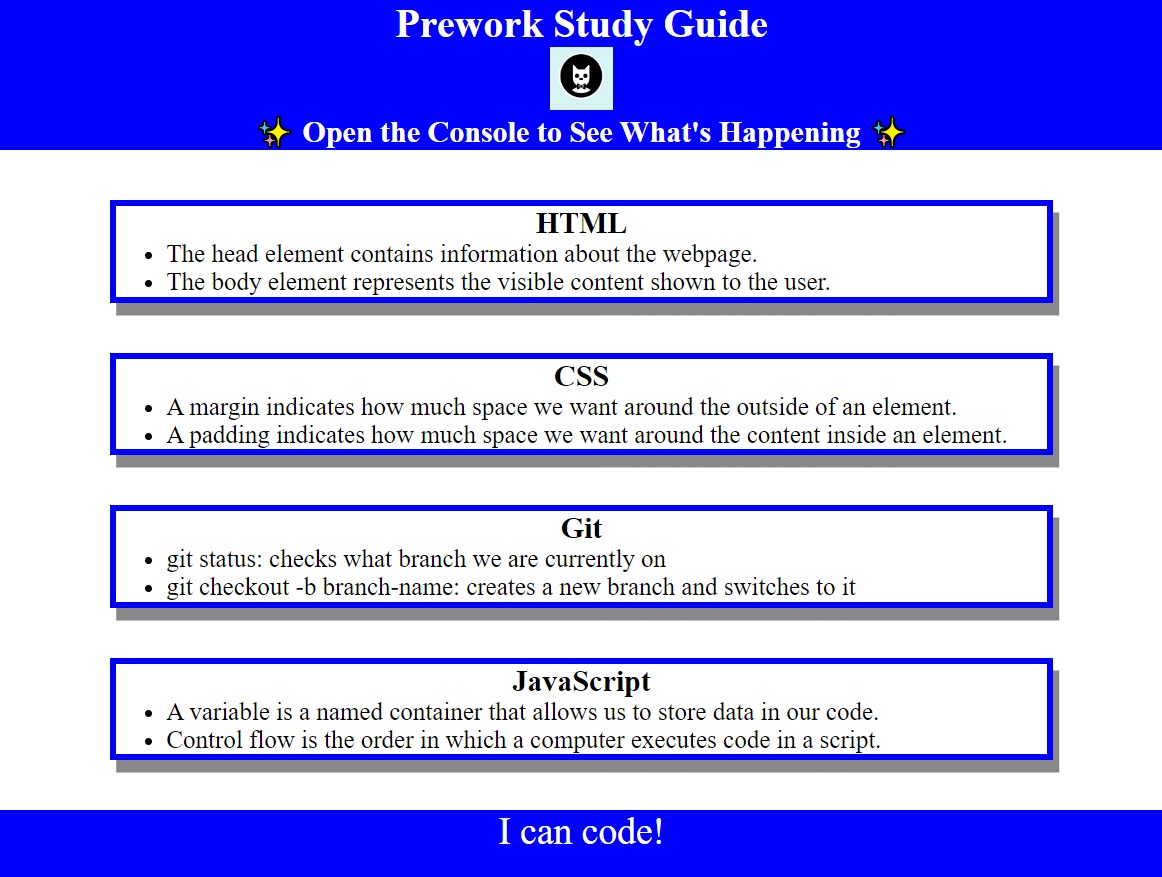 Prework Study Guide
✨ Open the Console to See What's Happening ✨
HTML
• The head element contains information about the webpage.
• The body element represents the visible content shown to the user.
CSS
• A margin indicates how much space we want around the outside of an element.
• A padding indicates how much space we want around the content inside an element.
Git
• git status: checks what branch we are currently on
• git checkout -b branch-name: creates a new branch and switches to it
JavaScript
• A variable is a named container that allows us to store data in our code.
• Control flow is the order in which a computer executes code in a script.
I can code!